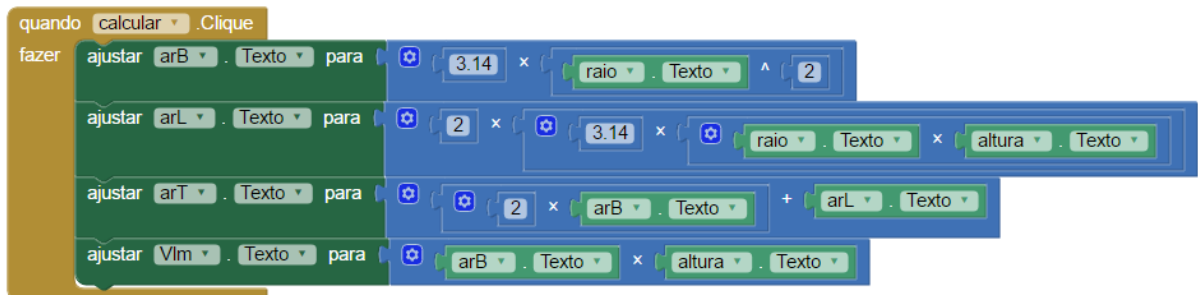 quando calcular .Clique
fazer ajustar arB . Texto para 3.14 × raio . Texto ^ 2
ajustar arL . Texto para 2 × 3.14 × raio . Texto × altura . Texto
ajustar arT . Texto para 2 × arB . Texto + arL . Texto
ajustar Vlm . Texto para arB . Texto × altura . Texto